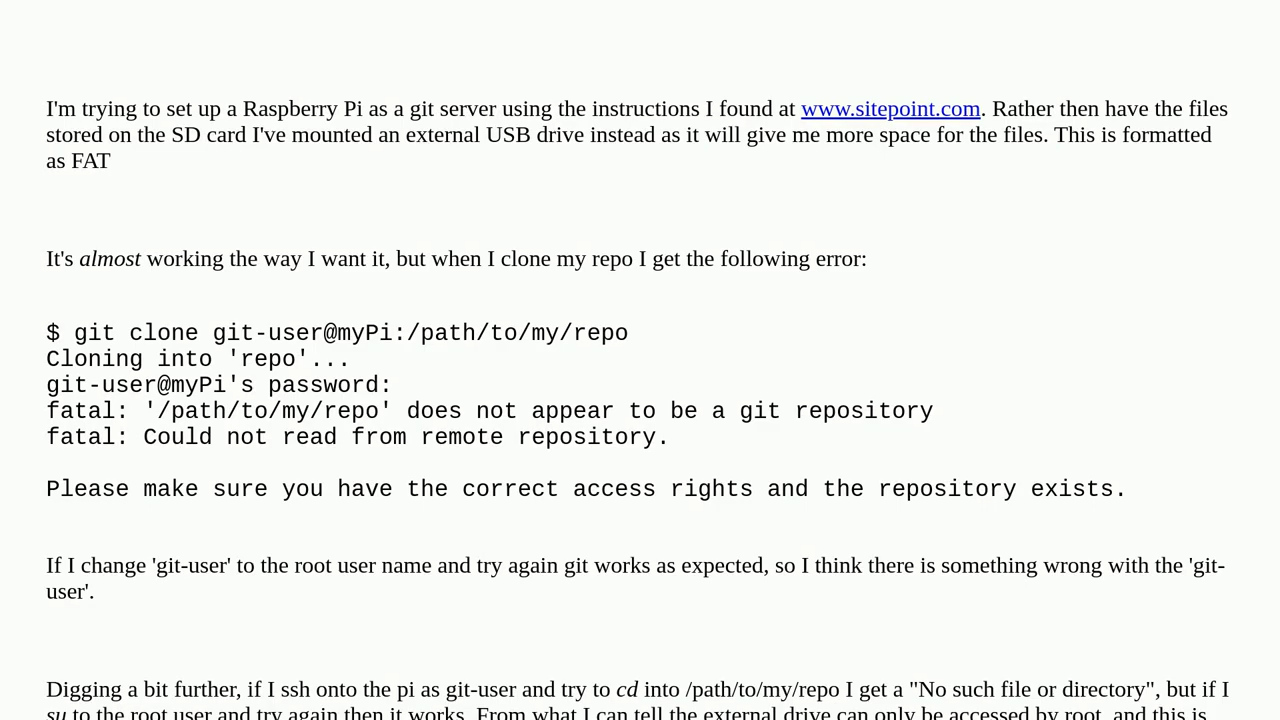 I'm trying to set up a Raspberry Pi as a git server using the instructions I found at www.sitepoint.com. Rather then have the files
stored on the SD card I've mounted an external USB drive instead as it will give me more space for the files. This is formatted
as FAT
It's almost working the way I want it, but when I clone my repo I get the following error:
$ git clone git-user@myPi:/path/to/my/repo
Cloning into 'repo'...
git-user@myPi's password:
fatal: '/path/to/my/repo' does not appear to be a git repository
fatal: Could not read from remote repository.
Please make sure you have the correct access rights and the repository exists.
If I change 'git-user' to the root user name and try again git works as expected, so I think there is something wrong with the 'git-
user'.
Digging a bit further, if I ssh onto the pi as git-user and try to cd into /path/to/my/repo I get a "No such file or directory", but if I
su to the root user and try again then it works. From what I can tell the external drive can only be accessed by root, and this is